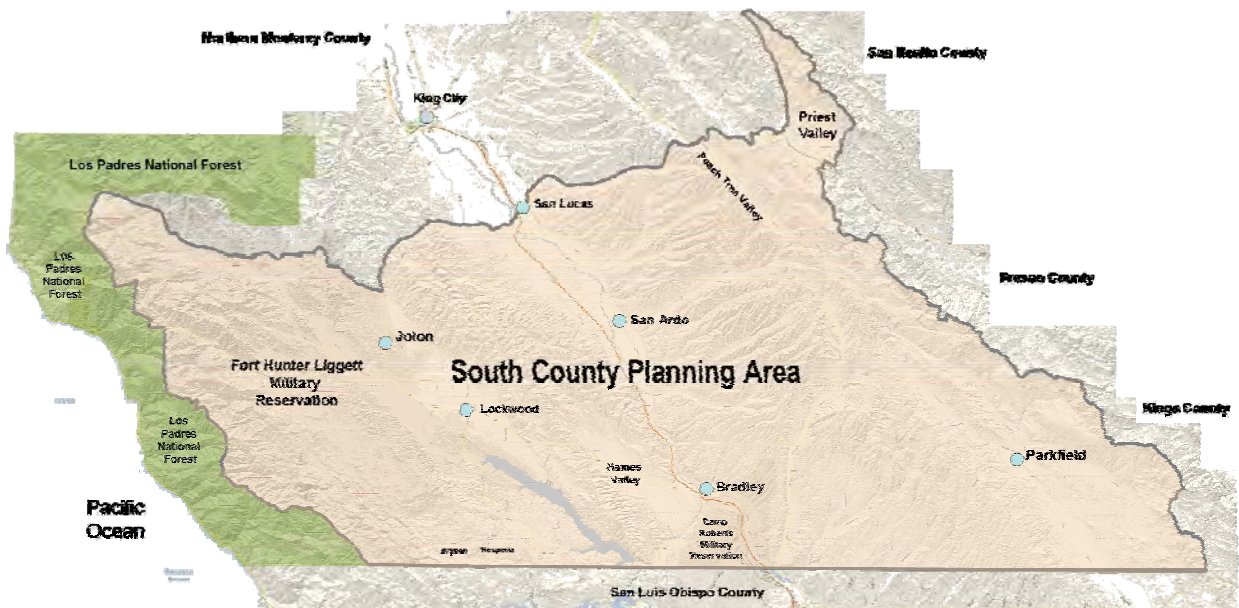 Northern Monterey County
San Benito County
King City
Priest
Valley
Los Padres National Forest
Peach Tree Valley
San Lucas
Los
Padres
National
Forest
Fresno County
San Ardo
Jolon
Fort Hunter Liggett
Military
Reservation
South County Planning Area
Kings County
Lockwood
Los
Padres
National
Forest
Parkfield
Hames
Valley
Bradley
Pacific
Ocean
Camp
Roberts
Military
Reservation
San Luis Obispo County